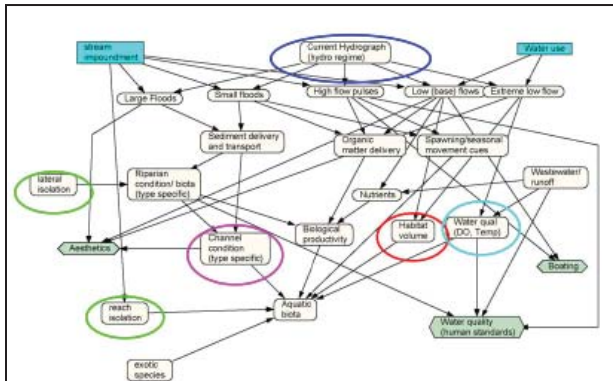 stream
impoundment
Current Hydrograph
(hydro regime)
Water use
Large Floods
Small floods
High flow pulses
Low (base) flows
Extreme low flow
Sediment delivery
and transport
Organic
matter delivery
Spawning/seasonal
movement cues
lateral
isolation
Riparian
condition/ biota
(type specific)
Nutrients
Wastewater/
runoff
Aesthetics
Channel
condition
(type specific)
Biological
productivity
Habitat
volume
Water qual
(DO, Temp)
Boating
reach
isolation
Aquatic
biota
Water quality
(human standards)
exotic
species